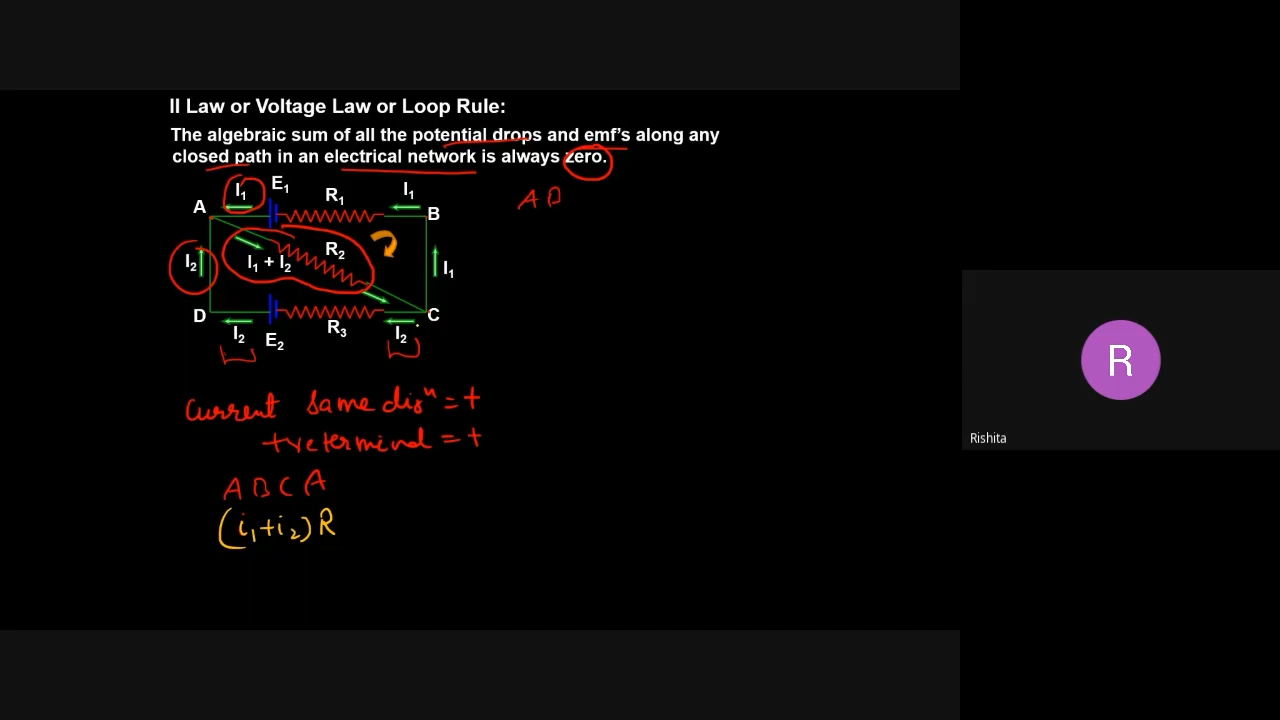 II Law or Voltage Law or Loop Rule:
The algebraic sum of all the potential drops and emf's along any
closed path in an electrical network is always zero.
I₁ E₁ R₁ I₁
A B
A B
R₂
I₂ I₁ + I₂ I₁
D C
I₂ E₂ R₃ I₂
Current same dirⁿ = +
+ve terminal = +
A B C A
(i₁+i₂)R
R
Rishita